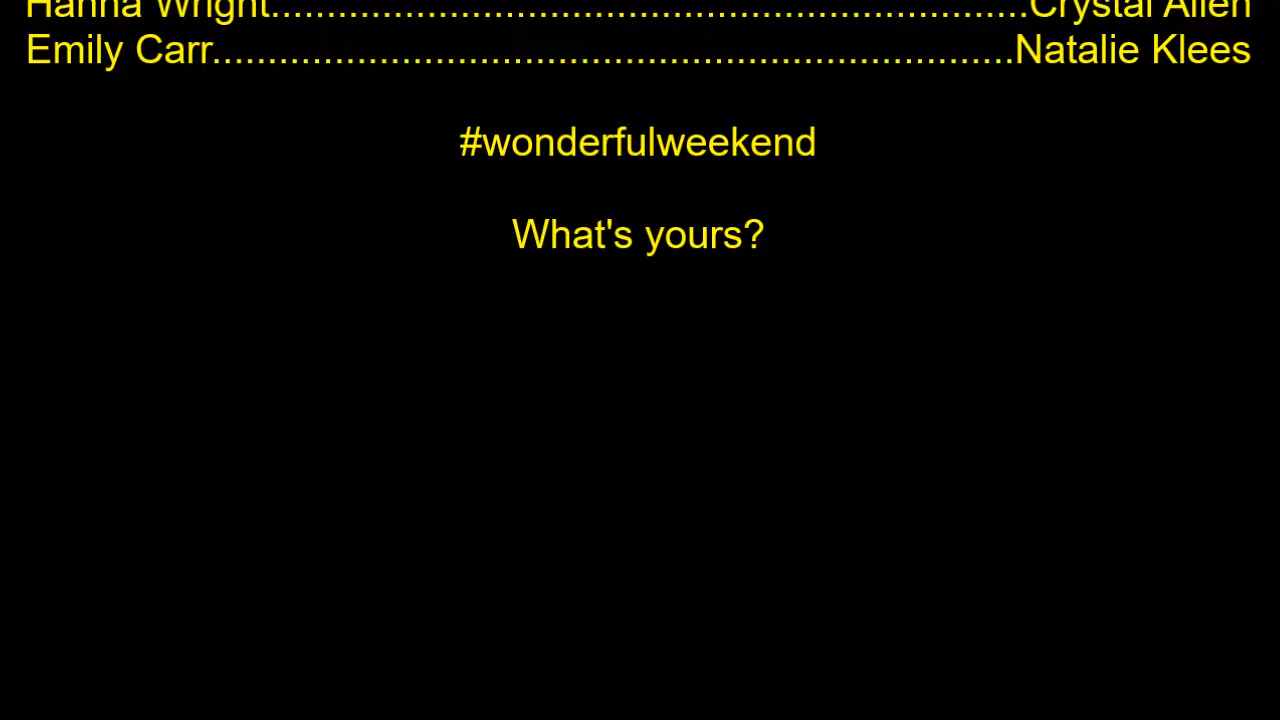 Hanna Wright......................................................................Crystal Allen
Emily Carr..........................................................................Natalie Klees
#wonderfulweekend
What's yours?